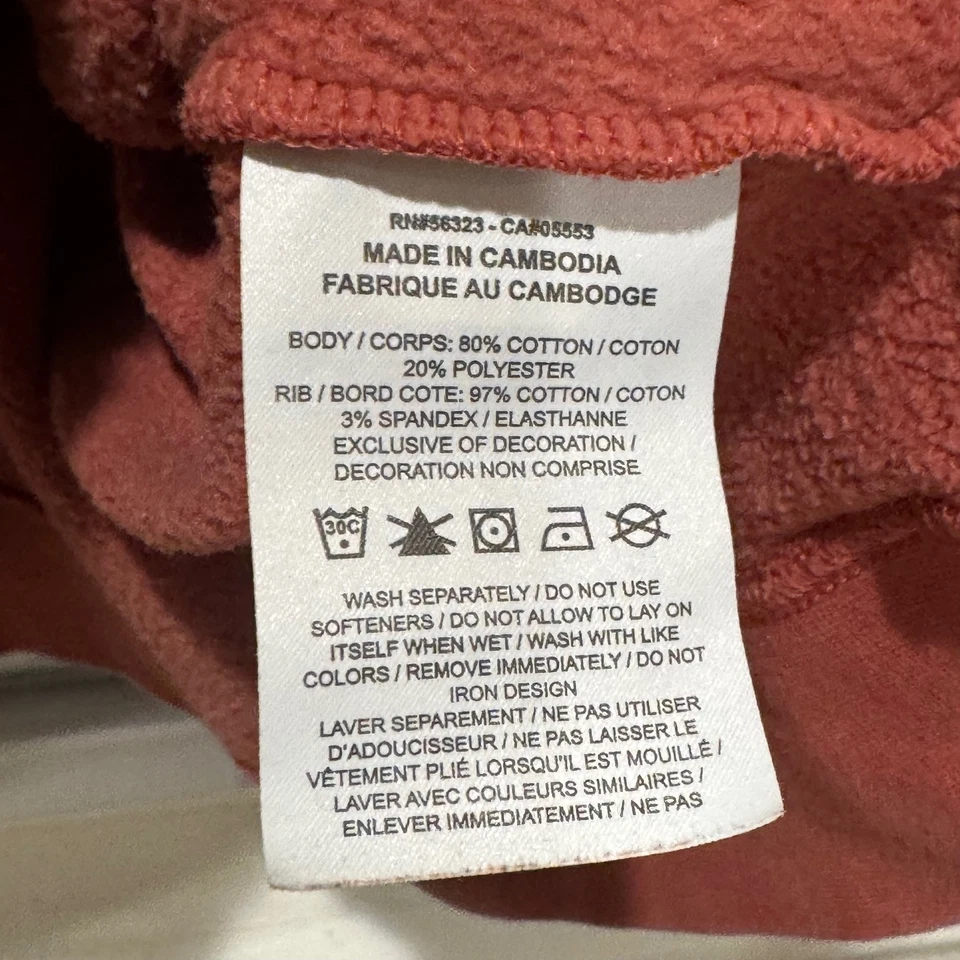 RN#56323 - CA#05553
MADE IN CAMBODIA
FABRIQUE AU CAMBODGE
BODY / CORPS: 80% COTTON / COTON
20% POLYESTER
RIB / BORD COTE: 97% COTTON / COTON
3% SPANDEX / ELASTHANNE
EXCLUSIVE OF DECORATION /
DECORATION NON COMPRISE
30C
WASH SEPARATELY / DO NOT USE
SOFTENERS / DO NOT ALLOW TO LAY ON
ITSELF WHEN WET / WASH WITH LIKE
COLORS / REMOVE IMMEDIATELY / DO NOT
IRON DESIGN
LAVER SEPAREMENT / NE PAS UTILISER
D'ADOUCISSEUR / NE PAS LAISSER LE
VÊTEMENT PLIÉ LORSQU'IL EST MOUILLÉ /
LAVER AVEC COULEURS SIMILAIRES /
ENLEVER IMMEDIATEMENT / NE PAS